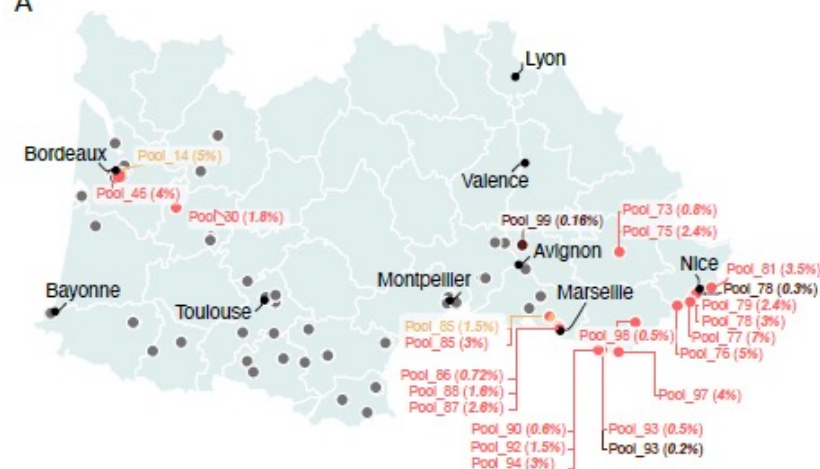 A
Lyon
Bordeaux
Pool_14 (5%)
Valence
Pool_46 (4%)
Pool_30 (1.8%)
Pool_99 (0.16%)
Pool_73 (0.8%)
Pool_75 (2.4%)
Avignon
Nice
Pool_81 (3.5%)
Pool_78 (0.3%)
Pool_79 (2.4%)
Pool_78 (3%)
Pool_77 (7%)
Pool_76 (5%)
Bayonne
Toulouse
Montpellier
Marseille
Pool_85 (1.5%)
Pool_85 (3%)
Pool_98 (0.5%)
Pool_86 (0.72%)
Pool_88 (1.6%)
Pool_87 (2.6%)
Pool_97 (4%)
Pool_90 (0.6%)
Pool_92 (1.5%)
Pool_94 (3%)
Pool_93 (0.5%)
Pool_93 (0.2%)